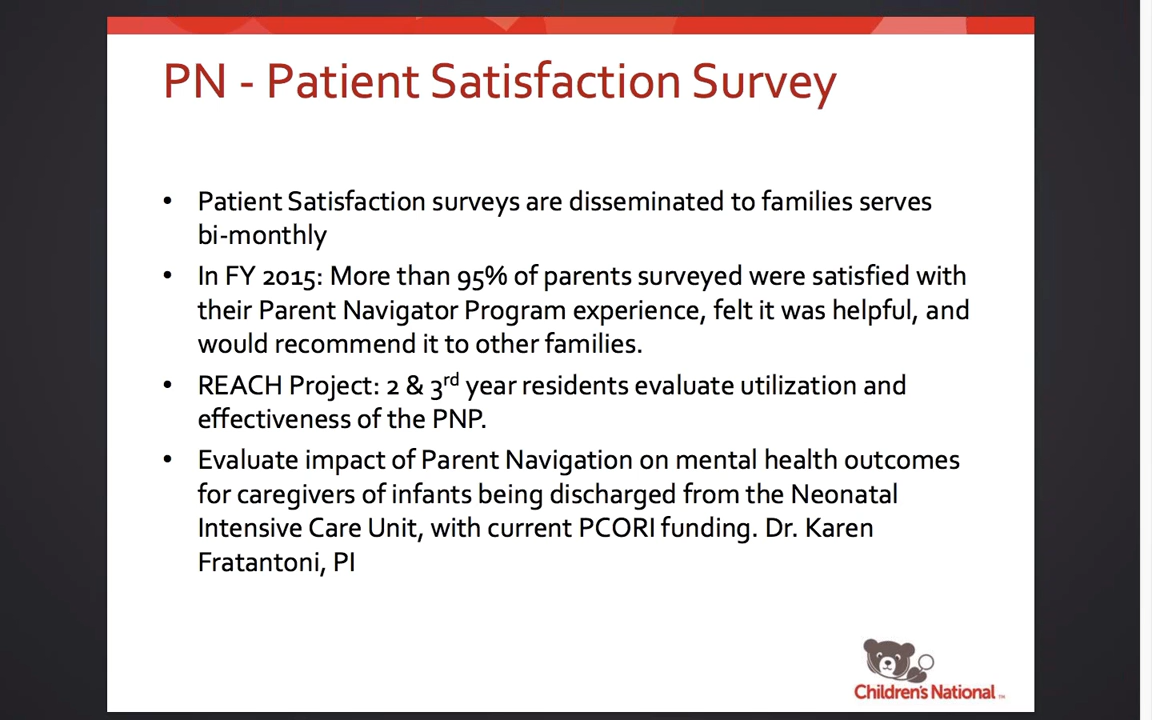 PN - Patient Satisfaction Survey
• Patient Satisfaction surveys are disseminated to families serves
bi-monthly
• In FY 2015: More than 95% of parents surveyed were satisfied with
their Parent Navigator Program experience, felt it was helpful, and
would recommend it to other families.
• REACH Project: 2 & 3rd year residents evaluate utilization and
effectiveness of the PNP.
• Evaluate impact of Parent Navigation on mental health outcomes
for caregivers of infants being discharged from the Neonatal
Intensive Care Unit, with current PCORI funding. Dr. Karen
Fratantoni, PI
Children's National ™